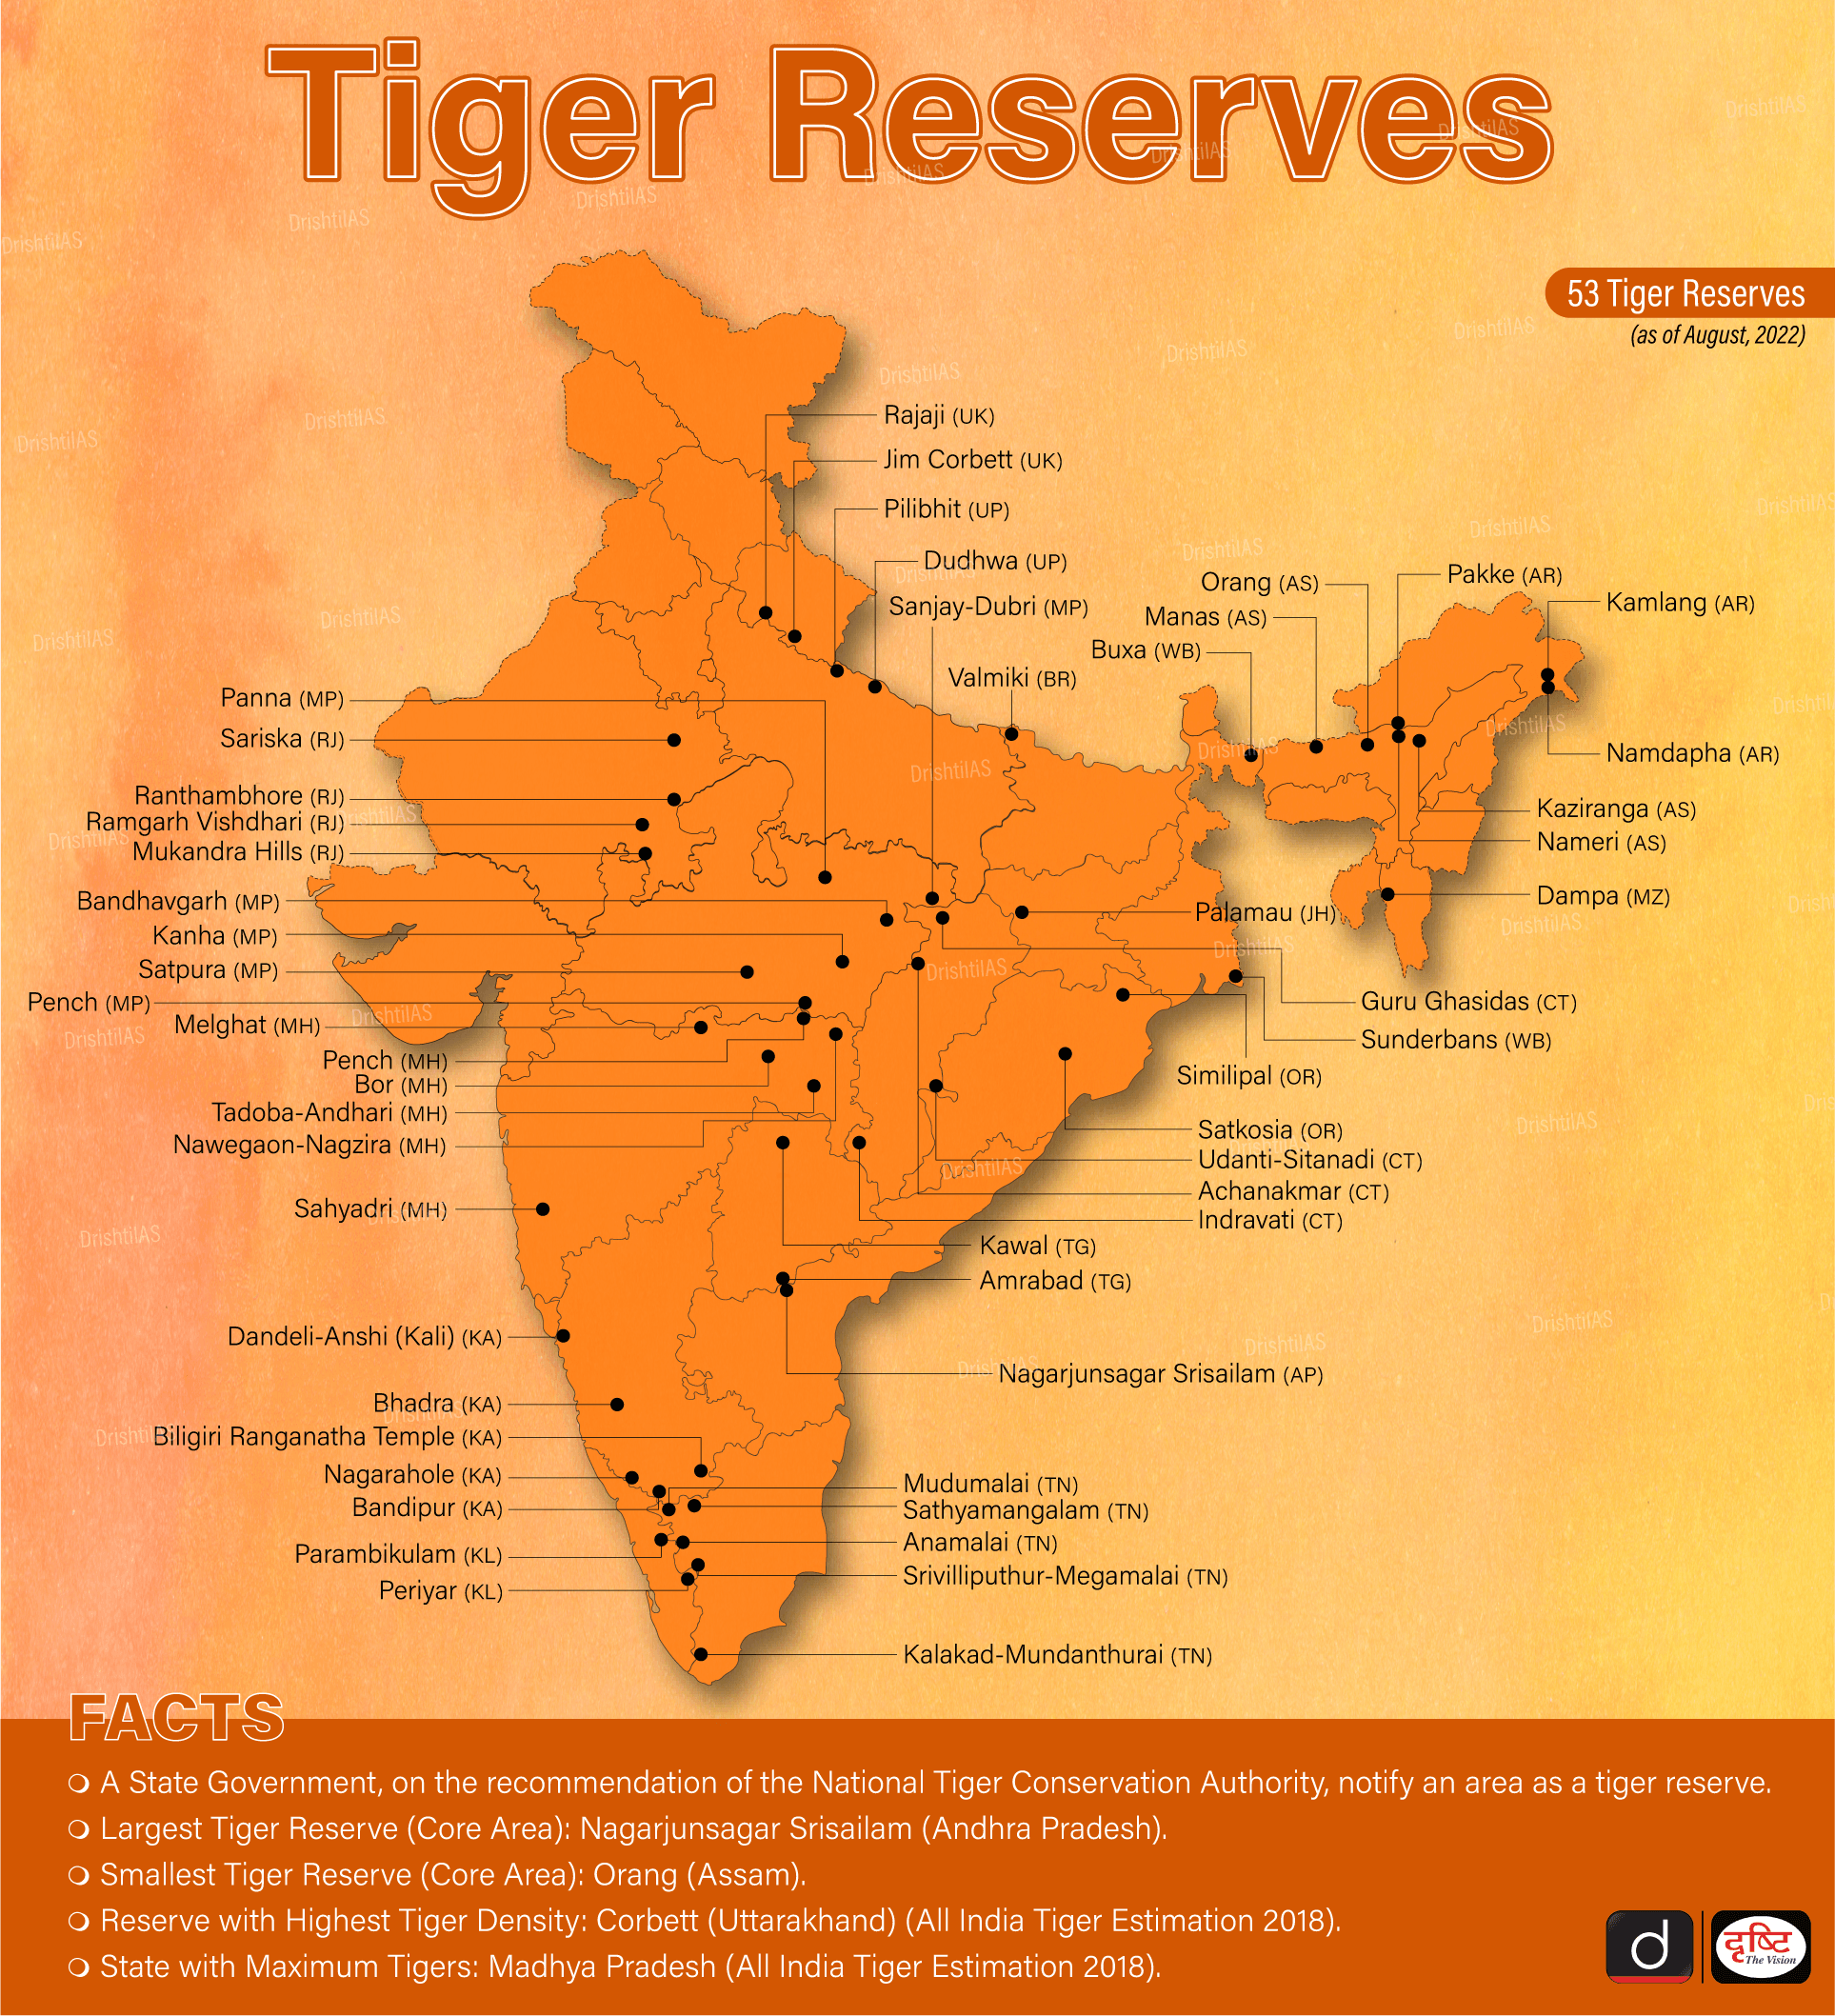 Tiger Reserves
53 Tiger Reserves
(as of August, 2022)
Rajaji (UK)
Jim Corbett (UK)
Pilibhit (UP)
Dudhwa (UP)
Sanjay-Dubri (MP)
Valmiki (BR)
Orang (AS)
Manas (AS)
Buxa (WB)
Pakke (AR)
Kamlang (AR)
Namdapha (AR)
Kaziranga (AS)
Nameri (AS)
Dampa (MZ)
Panna (MP)
Sariska (RJ)
Ranthambhore (RJ)
Ramgarh Vishdhari (RJ)
Mukandra Hills (RJ)
Bandhavgarh (MP)
Kanha (MP)
Satpura (MP)
Pench (MP)
Melghat (MH)
Pench (MH)
Bor (MH)
Tadoba-Andhari (MH)
Nawegaon-Nagzira (MH)
Sahyadri (MH)
Palamau (JH)
Guru Ghasidas (CT)
Sunderbans (WB)
Similipal (OR)
Satkosia (OR)
Udanti-Sitanadi (CT)
Achanakmar (CT)
Indravati (CT)
Kawal (TG)
Amrabad (TG)
Nagarjunsagar Srisailam (AP)
Dandeli-Anshi (Kali) (KA)
Bhadra (KA)
Biligiri Ranganatha Temple (KA)
Nagarahole (KA)
Bandipur (KA)
Parambikulam (KL)
Periyar (KL)
Mudumalai (TN)
Sathyamangalam (TN)
Anamalai (TN)
Srivilliputhur-Megamalai (TN)
Kalakad-Mundanthurai (TN)
FACTS
A State Government, on the recommendation of the National Tiger Conservation Authority, notify an area as a tiger reserve.
Largest Tiger Reserve (Core Area): Nagarjunsagar Srisailam (Andhra Pradesh).
Smallest Tiger Reserve (Core Area): Orang (Assam).
Reserve with Highest Tiger Density: Corbett (Uttarakhand) (All India Tiger Estimation 2018).
State with Maximum Tigers: Madhya Pradesh (All India Tiger Estimation 2018).
d
दृष्टि
The Vision
DrishtiIAS